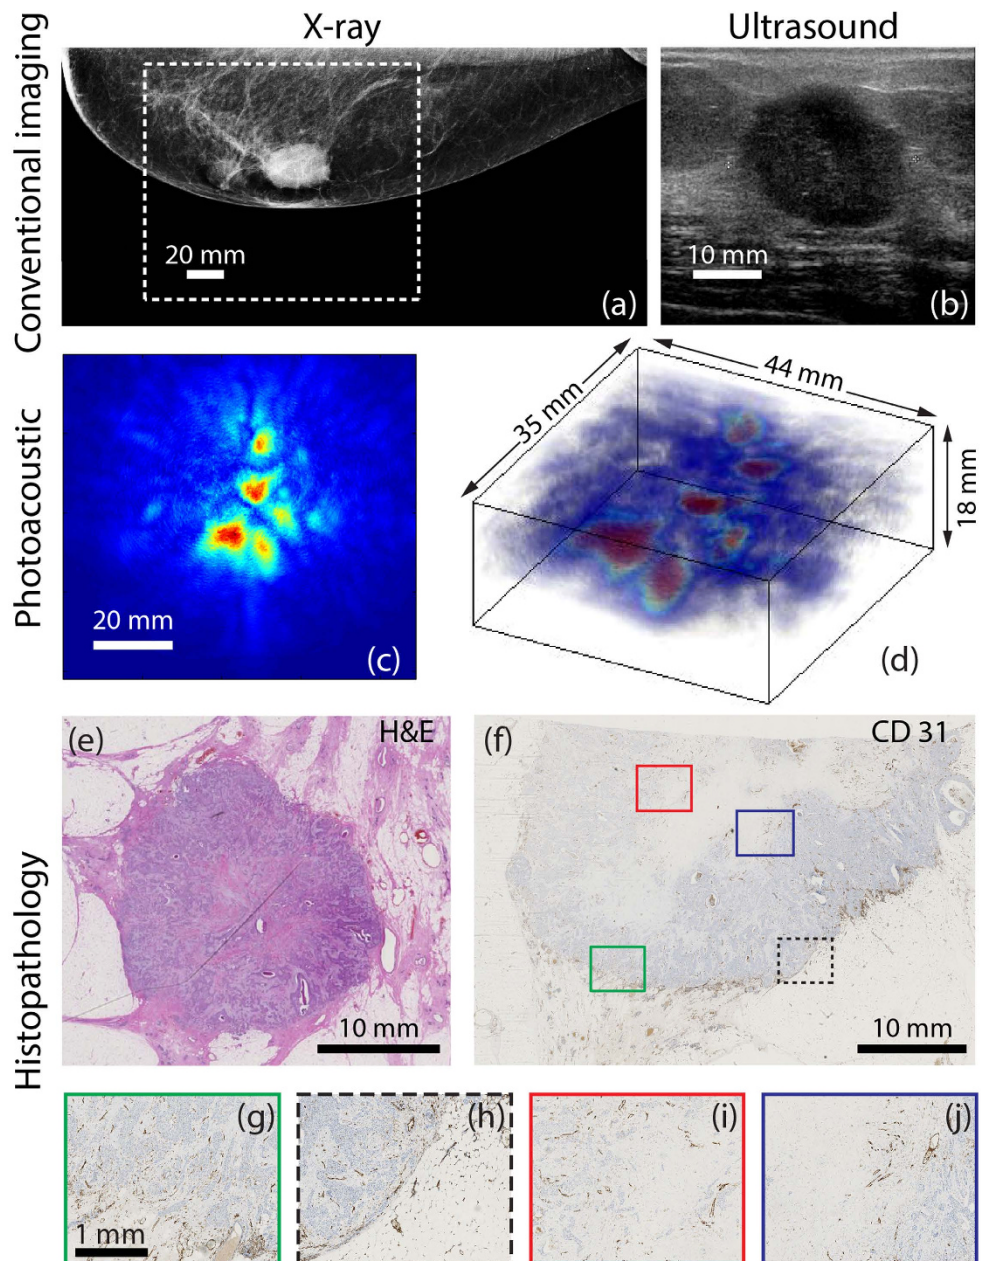 X-ray
Ultrasound
Conventional imaging
20 mm
(a)
10 mm
(b)
Photoacoustic
20 mm
(c)
35 mm
44 mm
18 mm
(d)
Histopathology
(e)
H&E
10 mm
(f)
CD 31
10 mm
(g)
1 mm
(h)
(i)
(j)